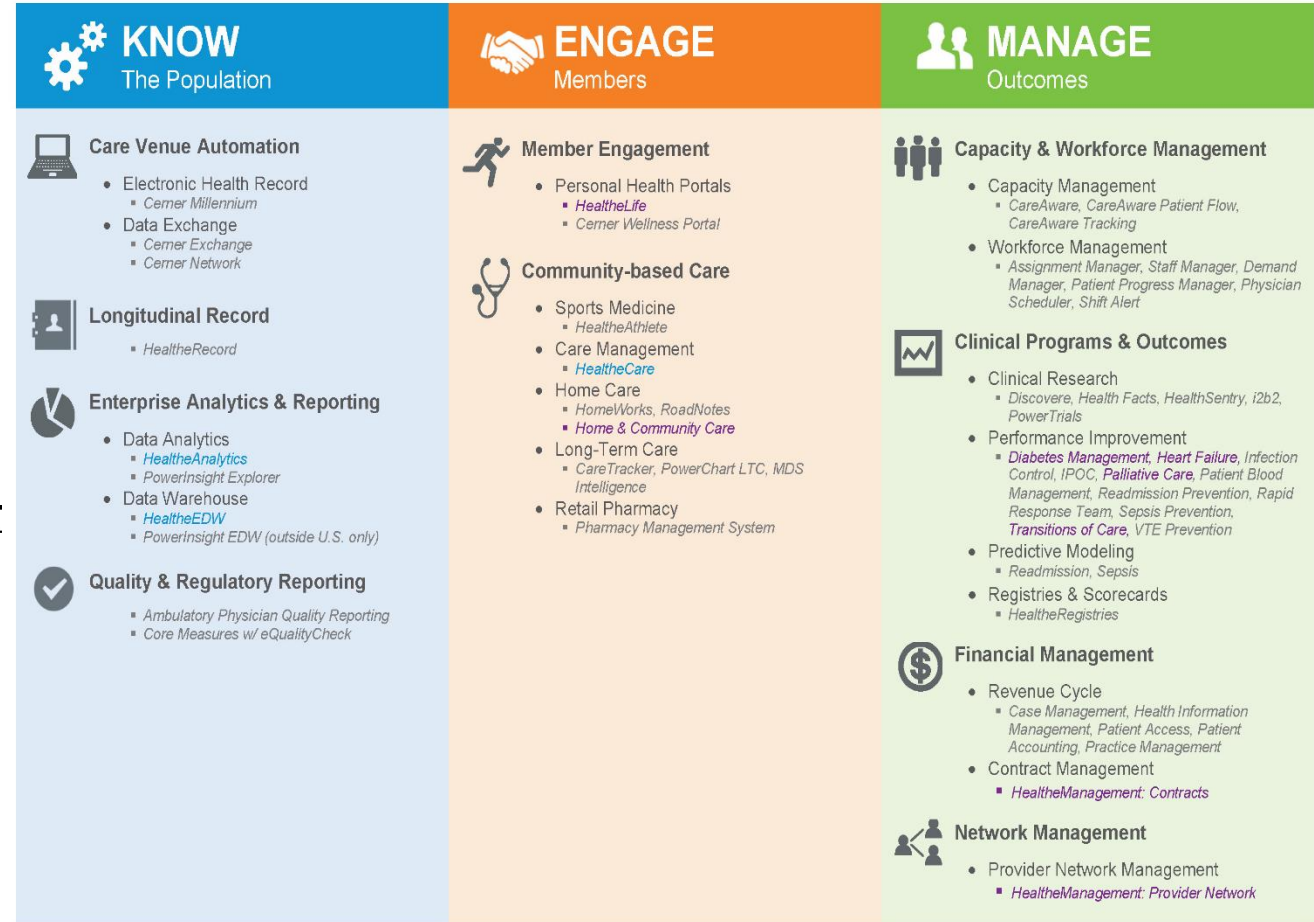 KNOW
The Population
Care Venue Automation
• Electronic Health Record
▪ Cerner Millennium
• Data Exchange
▪ Cerner Exchange
▪ Cerner Network
Longitudinal Record
▪ HealtheRecord
Enterprise Analytics & Reporting
• Data Analytics
▪ HealtheAnalytics
▪ PowerInsight Explorer
• Data Warehouse
▪ HealtheEDW
▪ PowerInsight EDW (outside U.S. only)
Quality & Regulatory Reporting
▪ Ambulatory Physician Quality Reporting
▪ Core Measures w/ eQualityCheck
ENGAGE
Members
Member Engagement
• Personal Health Portals
▪ HealtheLife
▪ Cerner Wellness Portal
Community-based Care
• Sports Medicine
▪ HealtheAthlete
• Care Management
▪ HealtheCare
• Home Care
▪ HomeWorks, RoadNotes
▪ Home & Community Care
• Long-Term Care
▪ CareTracker, PowerChart LTC, MDS
Intelligence
• Retail Pharmacy
▪ Pharmacy Management System
MANAGE
Outcomes
Capacity & Workforce Management
• Capacity Management
▪ CareAware, CareAware Patient Flow,
CareAware Tracking
• Workforce Management
▪ Assignment Manager, Staff Manager, Demand
Manager, Patient Progress Manager, Physician
Scheduler, Shift Alert
Clinical Programs & Outcomes
• Clinical Research
▪ Discovere, Health Facts, HealthSentry, i2b2,
PowerTrials
• Performance Improvement
▪ Diabetes Management, Heart Failure, Infection
Control, IPOC, Palliative Care, Patient Blood
Management, Readmission Prevention, Rapid
Response Team, Sepsis Prevention,
Transitions of Care, VTE Prevention
• Predictive Modeling
▪ Readmission, Sepsis
• Registries & Scorecards
▪ HealtheRegistries
Financial Management
• Revenue Cycle
▪ Case Management, Health Information
Management, Patient Access, Patient
Accounting, Practice Management
• Contract Management
▪ HealtheManagement: Contracts
Network Management
• Provider Network Management
▪ HealtheManagement: Provider Network